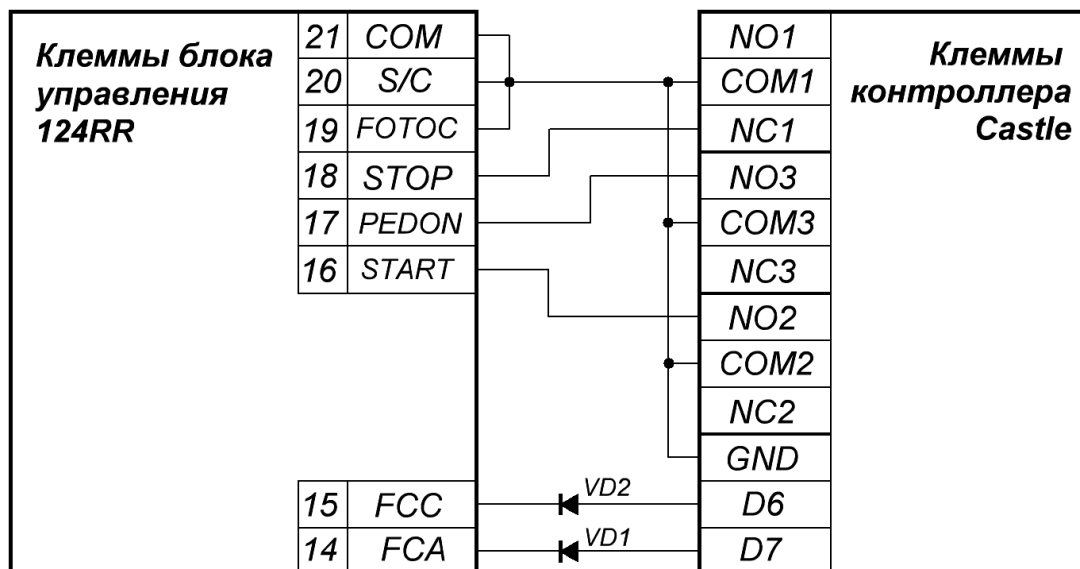 Клеммы блока
управления
124RR
21 COM
20 S/C
19 FOTOC
18 STOP
17 PEDON
16 START
15 FCC
14 FCA
VD2
VD1
NO1
COM1
NC1
NO3
COM3
NC3
NO2
COM2
NC2
GND
D6
D7
Клеммы
контроллера
Castle